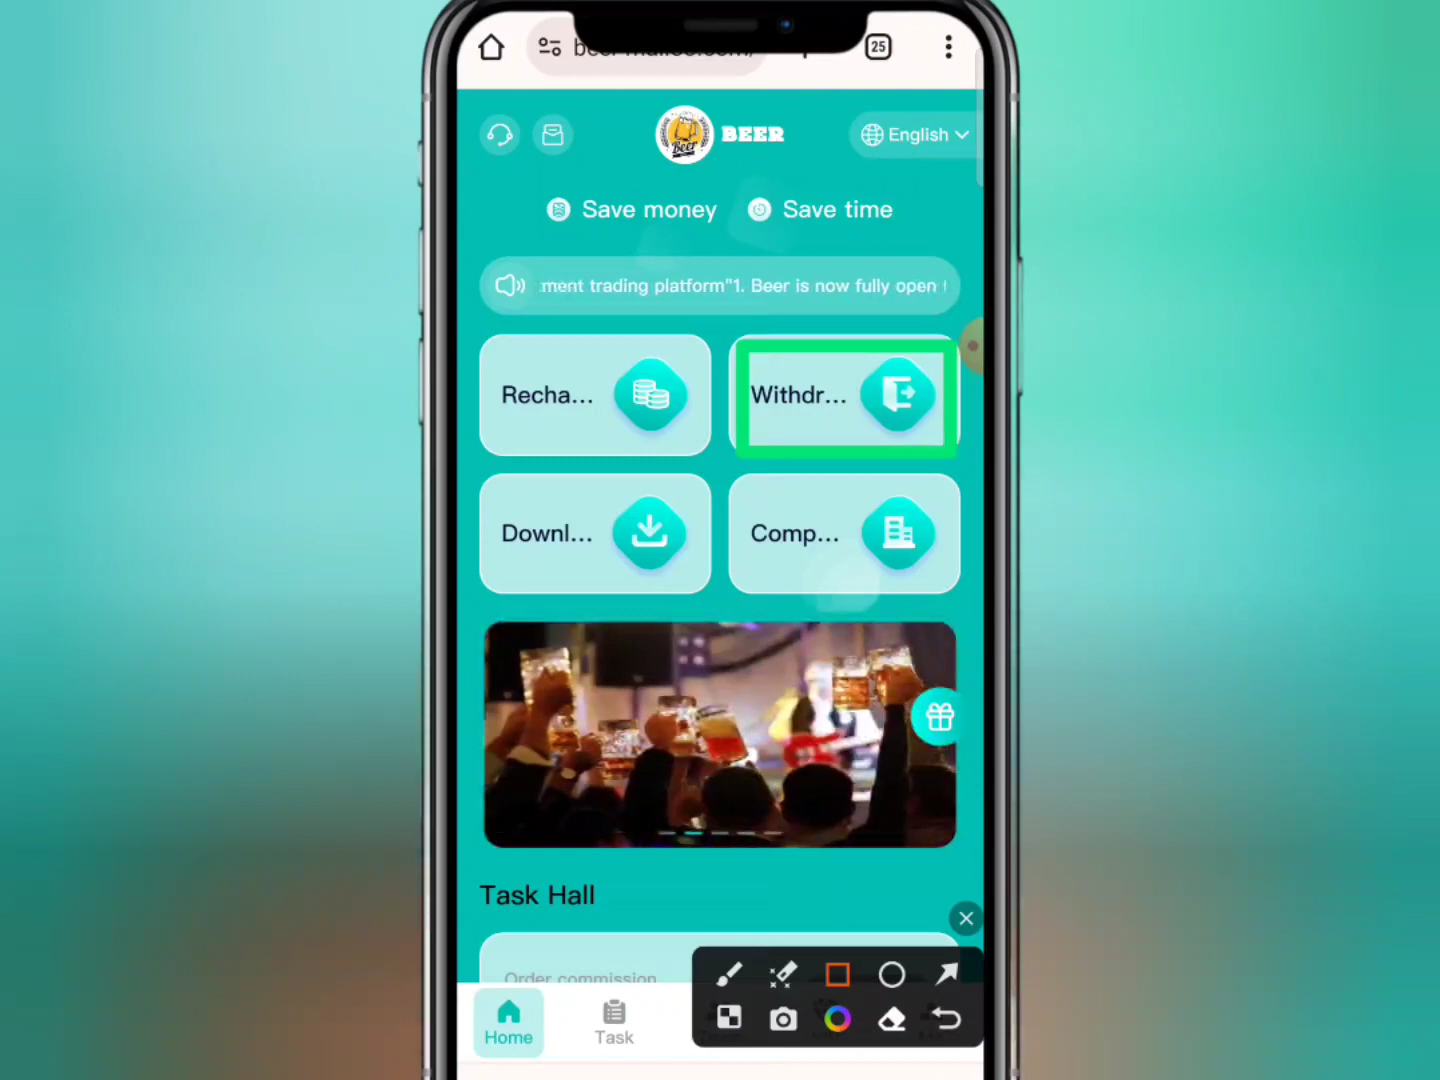 25
Beer
BEER
English
Save money
Save time
ment trading platform"1. Beer is now fully open
Recha...
Withdr...
Downl...
Comp...
Task Hall
Order commission
Home
Task